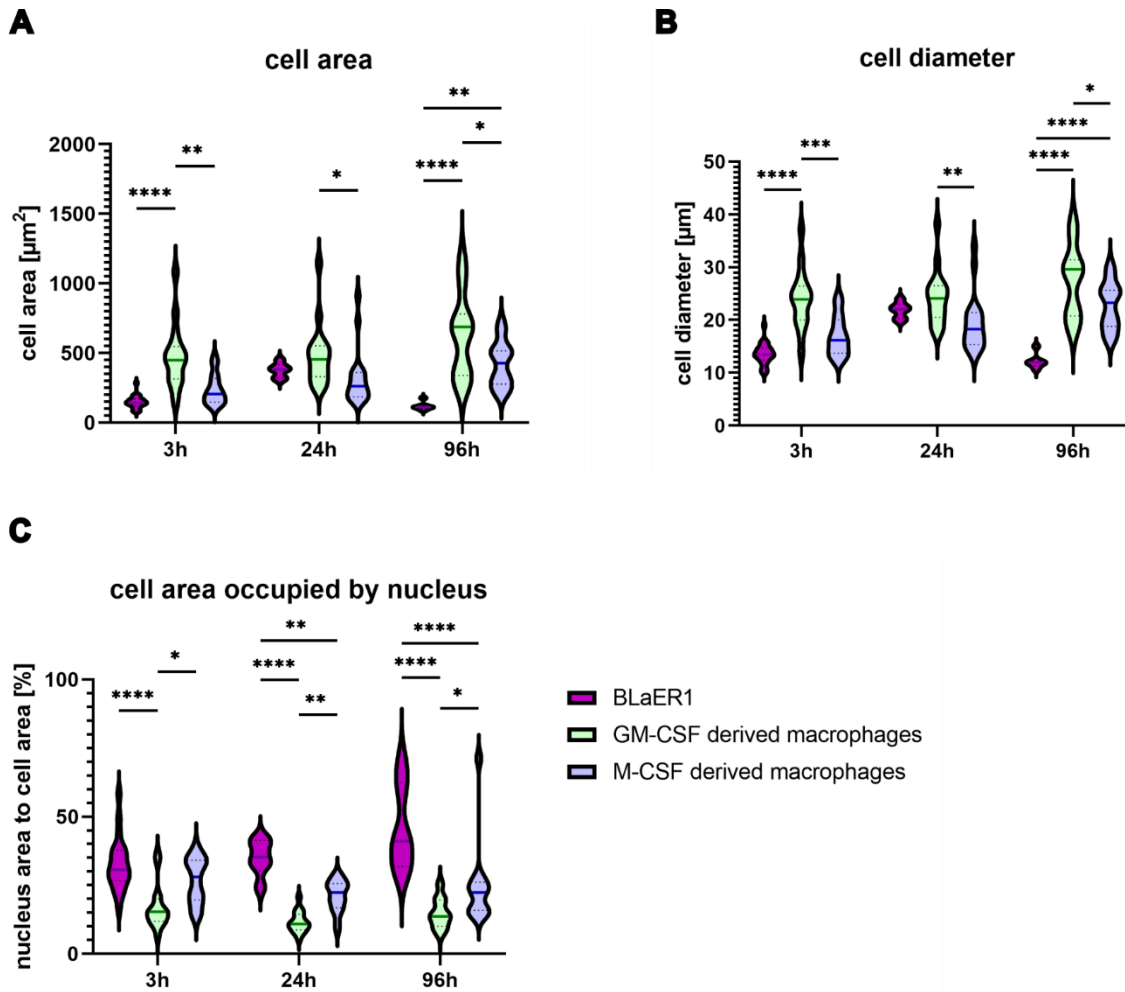 A
cell area
cell area [µm²]
2000
1500
1000
500
0
**
****
*
**
*
****
3h
24h
96h
B
cell diameter
cell diameter [µm]
50
40
30
20
10
0
***
****
**
*
****
****
3h
24h
96h
C
cell area occupied by nucleus
nucleus area to cell area [%]
100
50
0
*
****
**
****
**
****
****
*
3h
24h
96h
BLaER1
GM-CSF derived macrophages
M-CSF derived macrophages